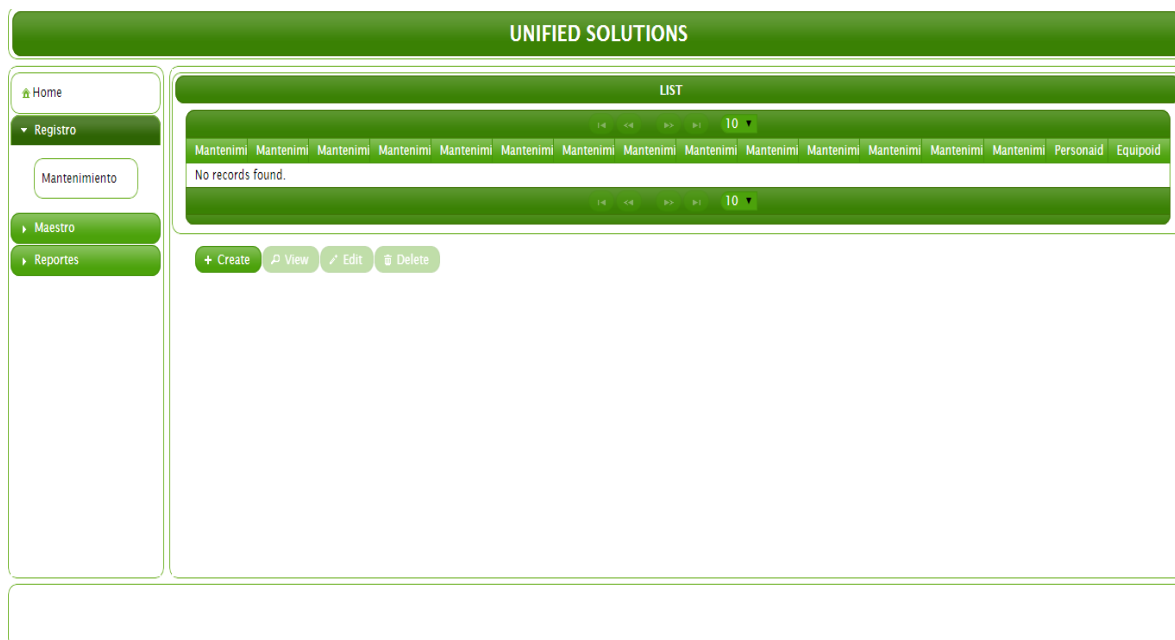 UNIFIED SOLUTIONS
Home
Registro
Mantenimiento
Maestro
Reportes
LIST
10
Mantenimi Mantenimi Mantenimi Mantenimi Mantenimi Mantenimi Mantenimi Mantenimi Mantenimi Mantenimi Mantenimi Mantenimi Mantenimi Mantenimi Personaid Equipoid
No records found.
10
+ Create View Edit Delete